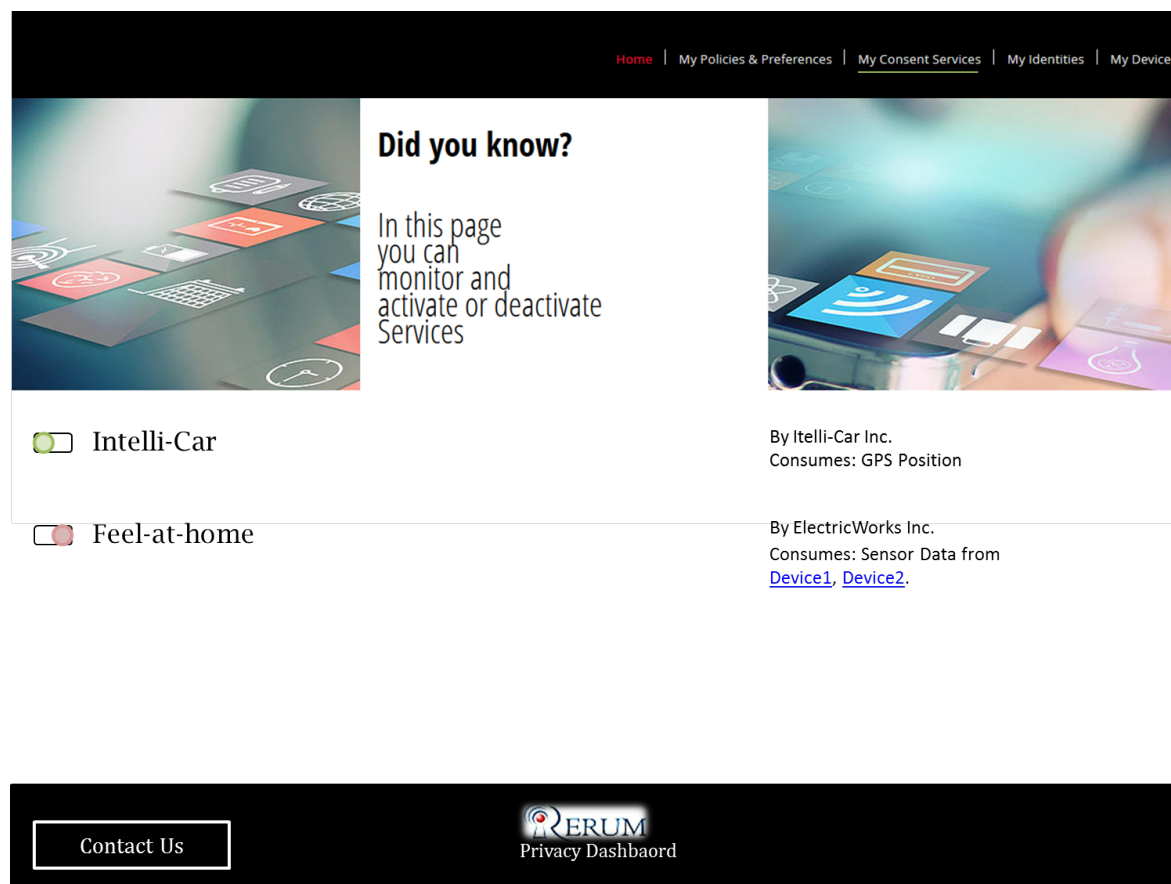 Home | My Policies & Preferences | My Consent Services | My Identities | My Device
Did you know?
In this page
you can
monitor and
activate or deactivate
Services
Intelli-Car
By Itelli-Car Inc.
Consumes: GPS Position
Feel-at-home
By ElectricWorks Inc.
Consumes: Sensor Data from
Device1, Device2.
Contact Us
RERUM
Privacy Dashbaord